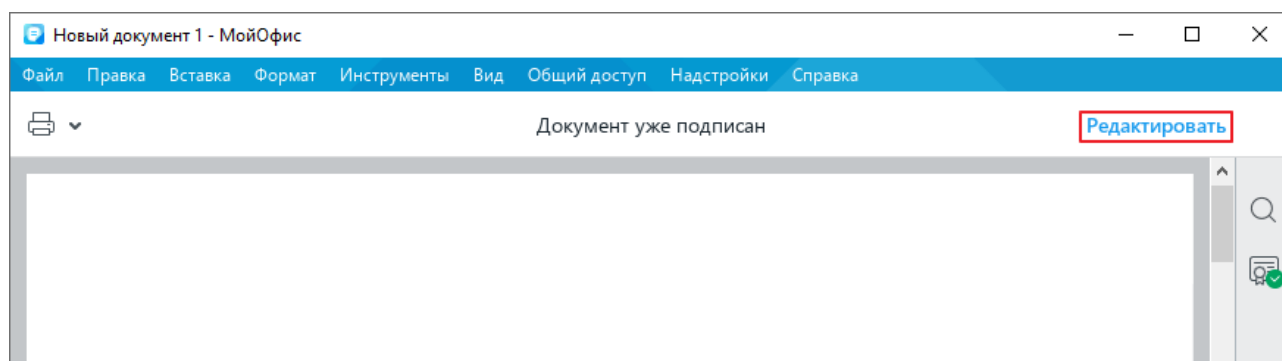 Новый документ 1 - МойОфис
Файл Правка Вставка Формат Инструменты Вид Общий доступ Надстройки Справка
Документ уже подписан Редактировать